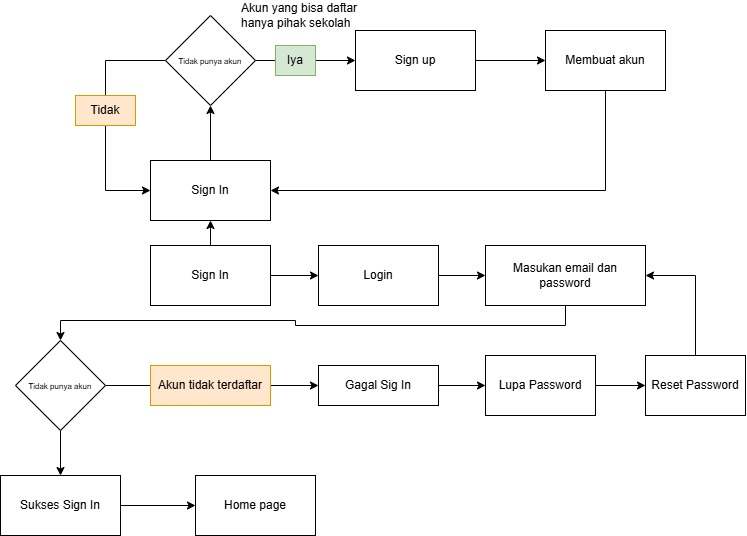 Akun yang bisa daftar
hanya pihak sekolah
Tidak punya akun
Iya
Sign up
Membuat akun
Tidak
Sign In
Sign In
Login
Masukan email dan
password
Tidak punya akun
Akun tidak terdaftar
Gagal Sig In
Lupa Password
Reset Password
Sukses Sign In
Home page